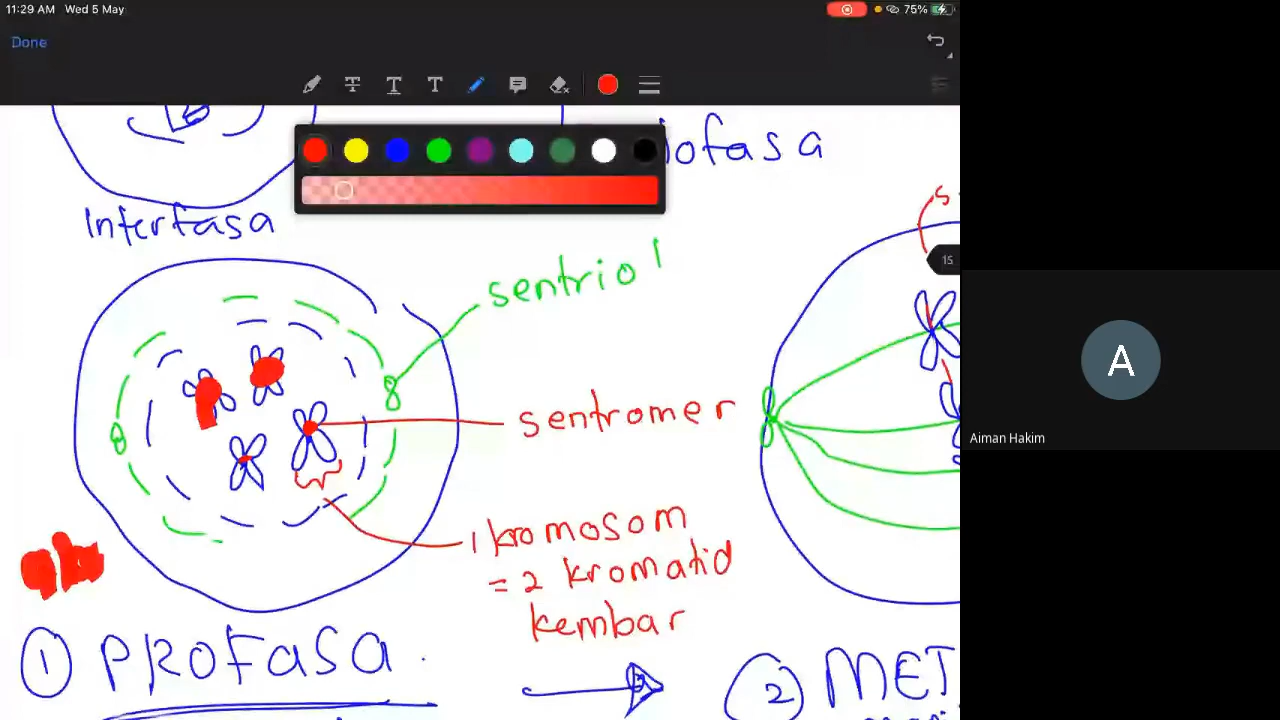 11:29 AM Wed 5 May
75%
Done
T T
ofasa
Interfasa
s
15
sentriol
sentromer
A
Aiman Hakim
1 kromosom
= 2 kromatid
kembar
1 PROFASA.
2 MET